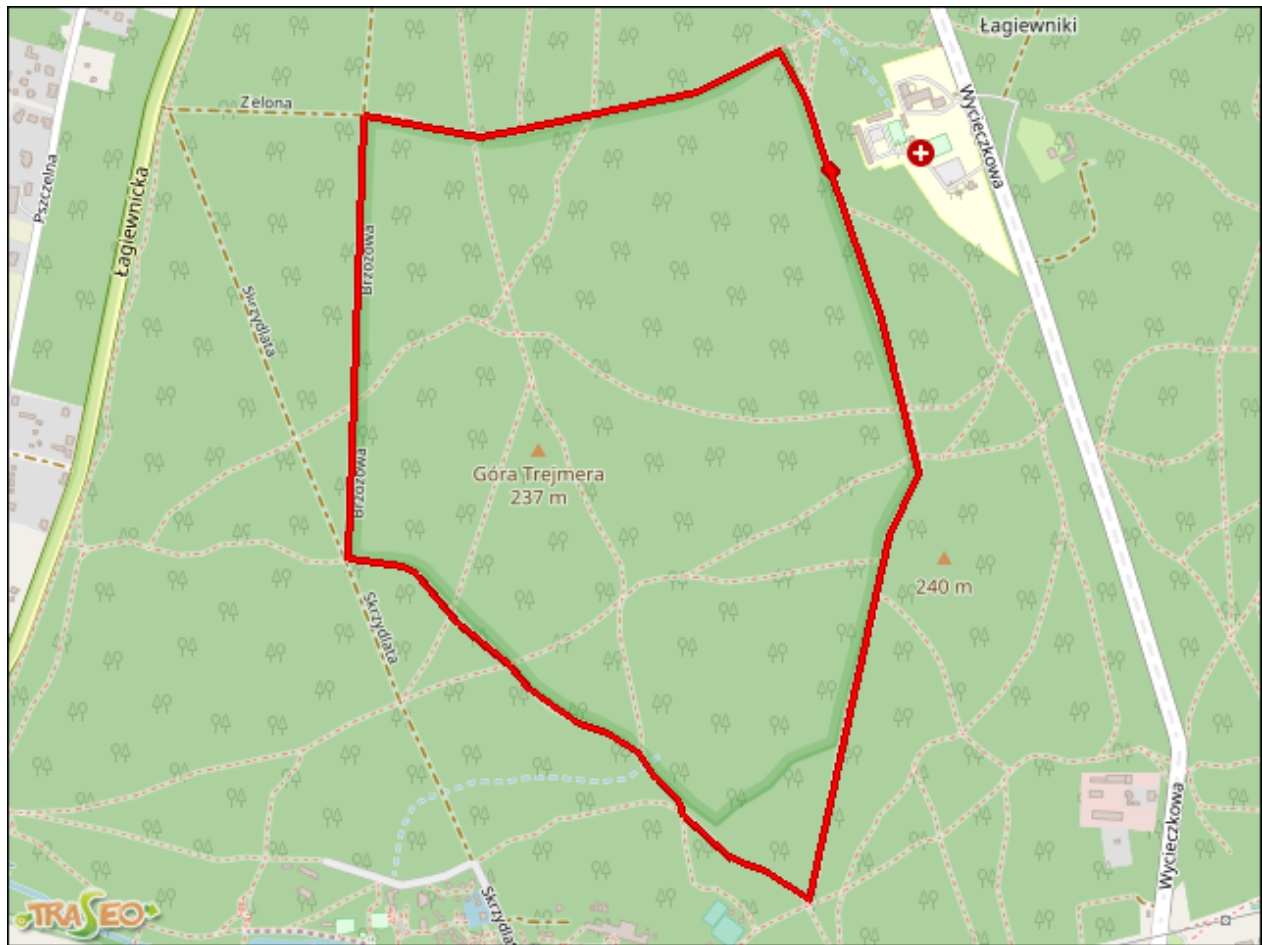 Łagiewniki
Zelona
Wycieczkowa
Pszczelna
Łagiewnicka
Brzozowa
Skrzydlata
Brzozowa
Góra Trejmera
237 m
240 m
Skrzydlata
Wycieczkowa
Skrzydlata
TRASEO